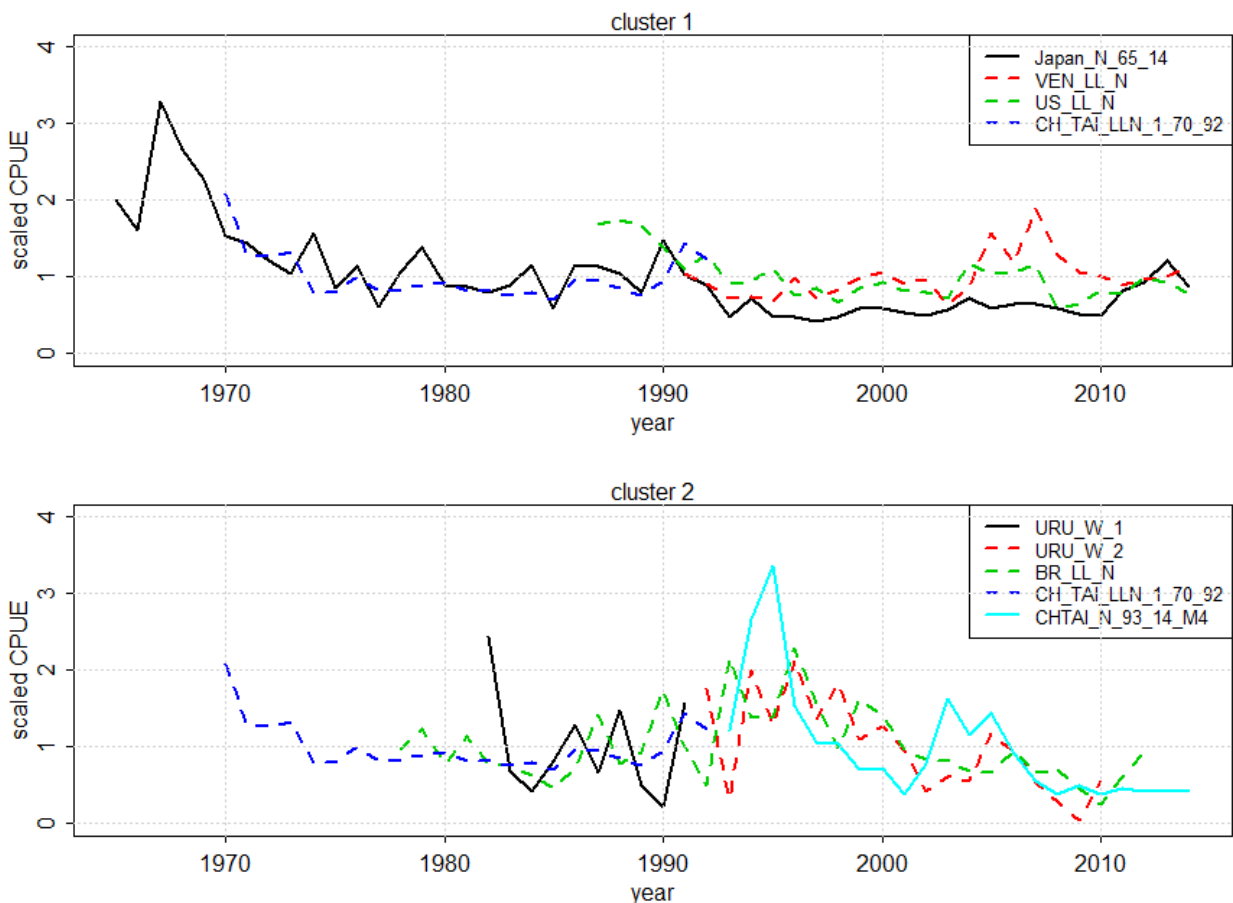 cluster 1
scaled CPUE
4
3
2
1
0
Japan_N_65_14
VEN_LL_N
US_LL_N
CH_TAI_LLN_1_70_92
1970
1980
1990
2000
2010
year
cluster 2
scaled CPUE
4
3
2
1
0
URU_W_1
URU_W_2
BR_LL_N
CH_TAI_LLN_1_70_92
CHTAI_N_93_14_M4
1970
1980
1990
2000
2010
year